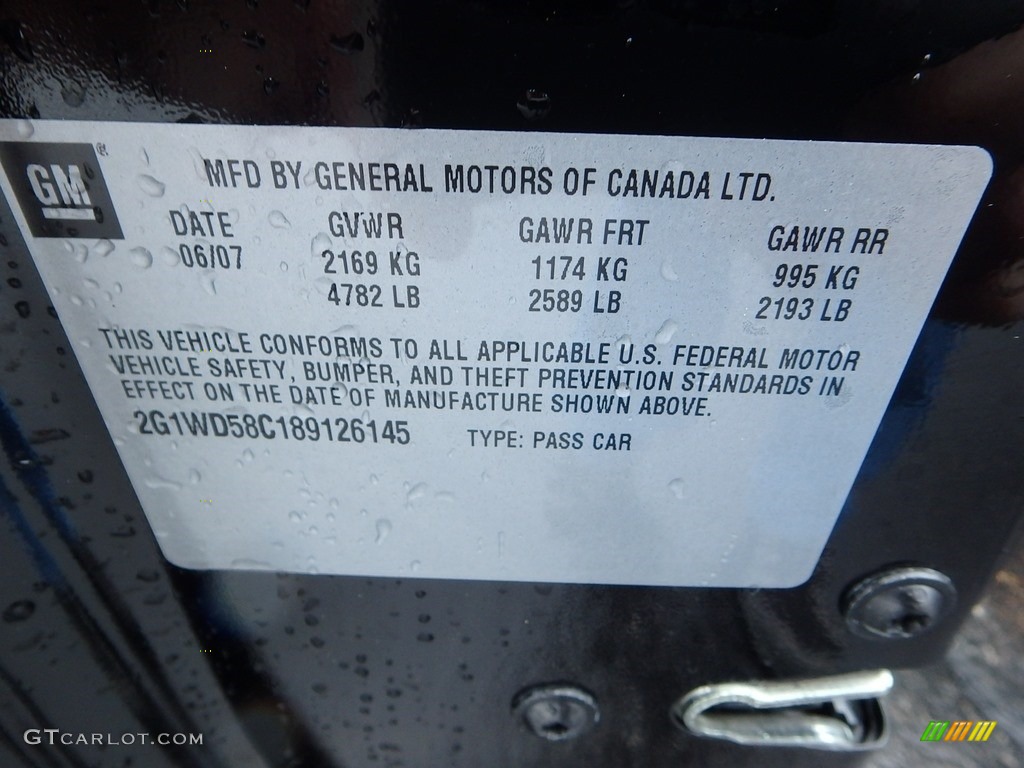 GM®
MFD BY GENERAL MOTORS OF CANADA LTD.
DATE GVWR GAWR FRT GAWR RR
06/07 2169 KG 1174 KG 995 KG
4782 LB 2589 LB 2193 LB
THIS VEHICLE CONFORMS TO ALL APPLICABLE U.S. FEDERAL MOTOR
VEHICLE SAFETY, BUMPER, AND THEFT PREVENTION STANDARDS IN
EFFECT ON THE DATE OF MANUFACTURE SHOWN ABOVE.
2G1WD58C189126145 TYPE: PASS CAR
GTCARLOT.COM